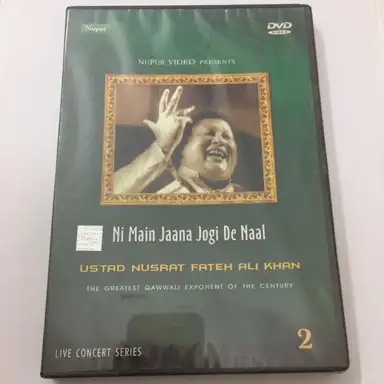 Nupur
DVD
VIDEO
NUPUR VIDEO PRESENTS
Ni Main Jaana Jogi De Naal
USTAD NUSRAT FATEH ALI KHAN
THE GREATEST QAWWALI EXPONENT OF THE CENTURY
LIVE CONCERT SERIES
2